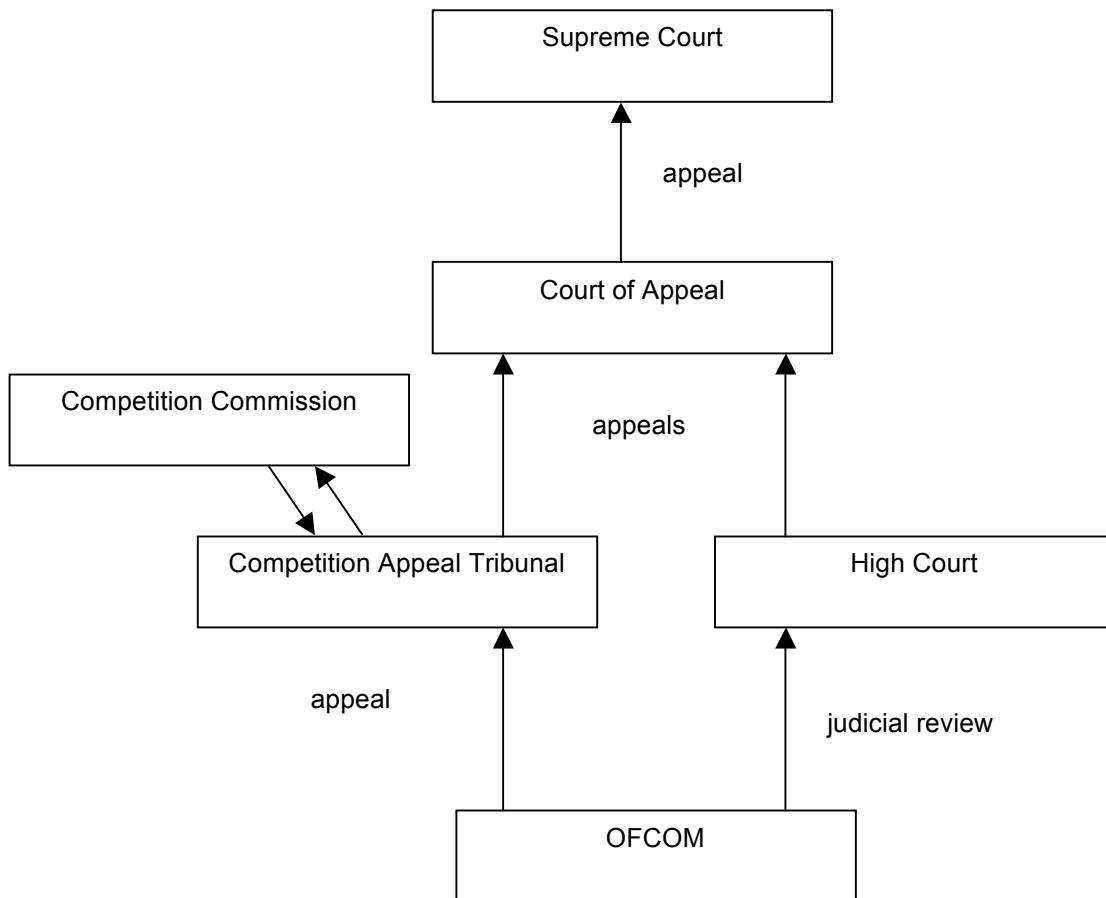 Supreme Court
appeal
Court of Appeal
Competition Commission
appeals
Competition Appeal Tribunal
High Court
appeal
judicial review
OFCOM